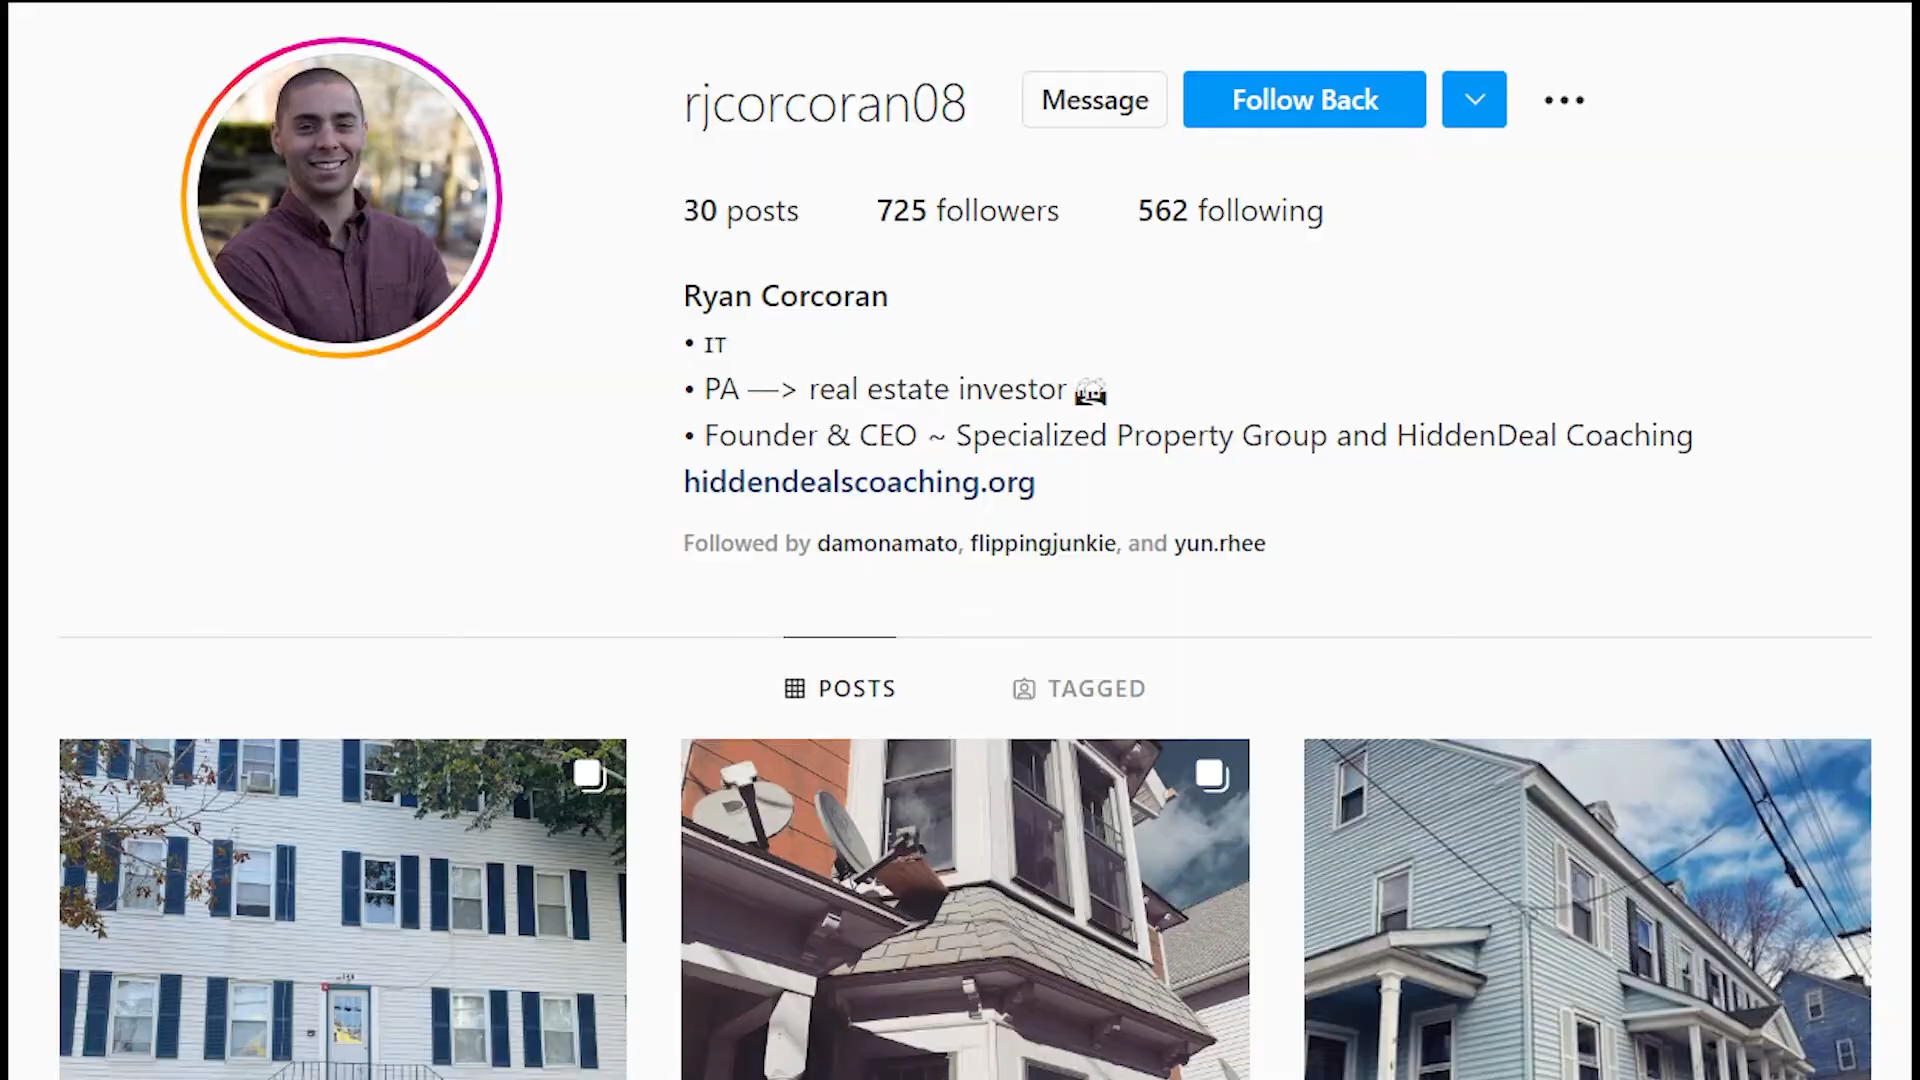 rjcorcoran08 Message Follow Back
30 posts 725 followers 562 following
Ryan Corcoran
• IT
• PA —> real estate investor 🏡
• Founder & CEO ~ Specialized Property Group and HiddenDeal Coaching
hiddendealscoaching.org
Followed by damonamato, flippingjunkie, and yun.rhee
POSTS TAGGED